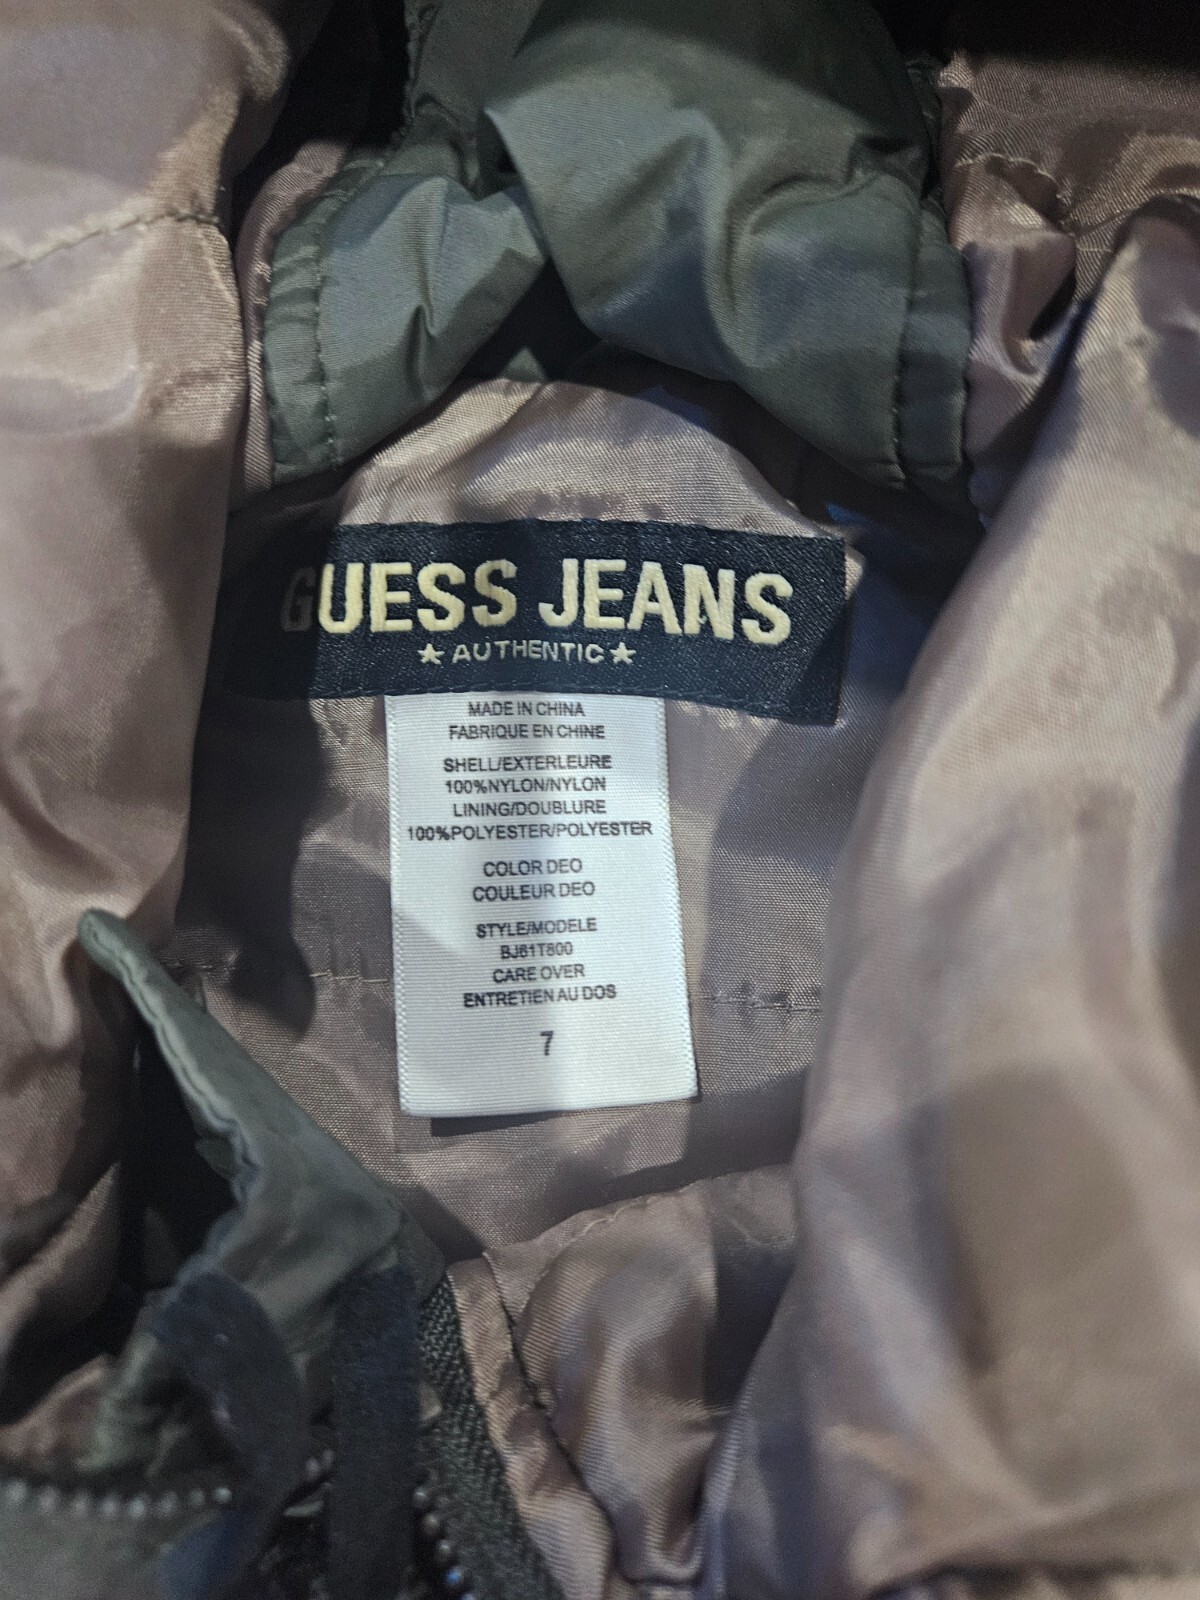 GUESS JEANS
★ AUTHENTIC ★
MADE IN CHINA
FABRIQUE EN CHINE
SHELL/EXTERLEURE
100%NYLON/NYLON
LINING/DOUBLURE
100%POLYESTER/POLYESTER
COLOR DEO
COULEUR DEO
STYLE/MODELE
BJ61T800
CARE OVER
ENTRETIEN AU DOS
7